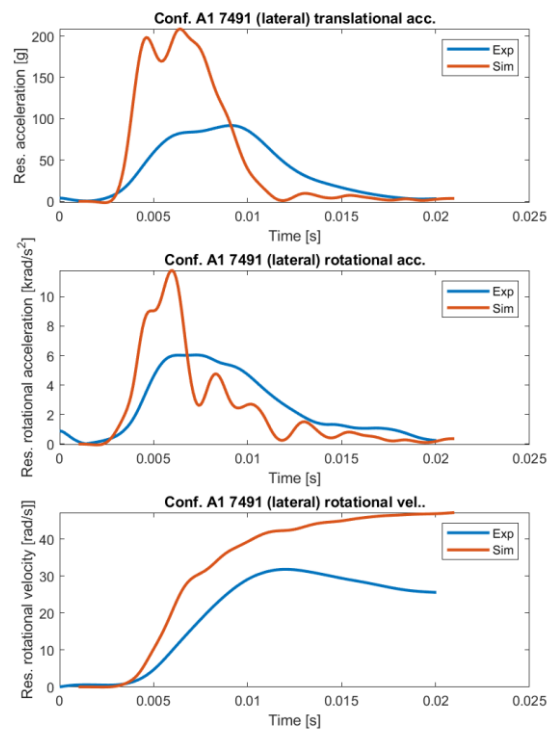 Conf. A1 7491 (lateral) translational acc.
Res. acceleration [g]
200
150
100
50
0
Exp
Sim
0 0.005 0.01 0.015 0.02 0.025
Time [s]
Conf. A1 7491 (lateral) rotational acc.
Res. rotational acceleration [krad/s²]
10
8
6
4
2
0
Exp
Sim
0 0.005 0.01 0.015 0.02 0.025
Time [s]
Conf. A1 7491 (lateral) rotational vel..
Res. rotational velocity [rad/s]]
40
30
20
10
0
Exp
Sim
0 0.005 0.01 0.015 0.02 0.025
Time [s]